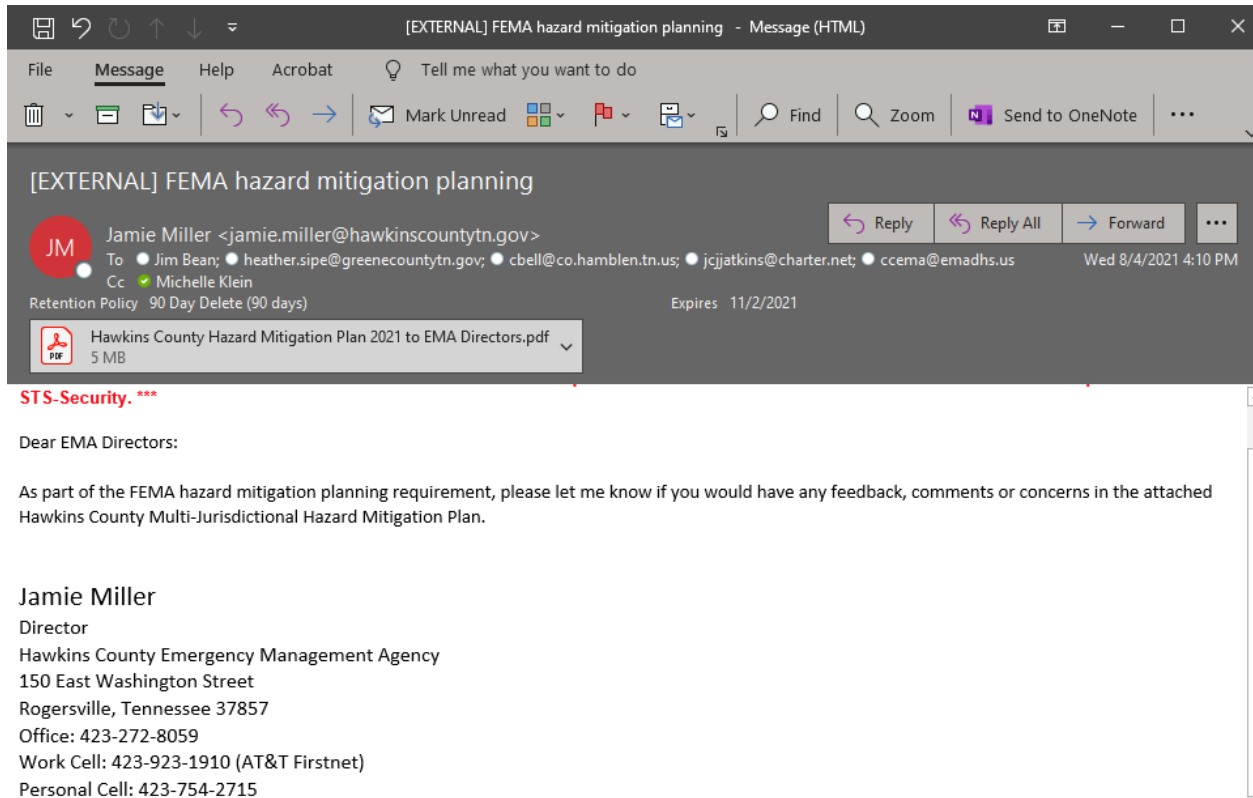 [EXTERNAL] FEMA hazard mitigation planning - Message (HTML)
File Message Help Acrobat Tell me what you want to do
Mark Unread Find Zoom Send to OneNote
[EXTERNAL] FEMA hazard mitigation planning
Reply Reply All Forward
JM
Jamie Miller <jamie.miller@hawkinscountytn.gov>
To Jim Bean; heather.sipe@greenecountytn.gov; cbell@co.hamblen.tn.us; jcjjatkins@charter.net; ccema@emadhs.us Wed 8/4/2021 4:10 PM
Cc Michelle Klein
Retention Policy 90 Day Delete (90 days) Expires 11/2/2021
PDF
Hawkins County Hazard Mitigation Plan 2021 to EMA Directors.pdf
5 MB
STS-Security. ***
Dear EMA Directors:
As part of the FEMA hazard mitigation planning requirement, please let me know if you would have any feedback, comments or concerns in the attached
Hawkins County Multi-Jurisdictional Hazard Mitigation Plan.
Jamie Miller
Director
Hawkins County Emergency Management Agency
150 East Washington Street
Rogersville, Tennessee 37857
Office: 423-272-8059
Work Cell: 423-923-1910 (AT&T Firstnet)
Personal Cell: 423-754-2715